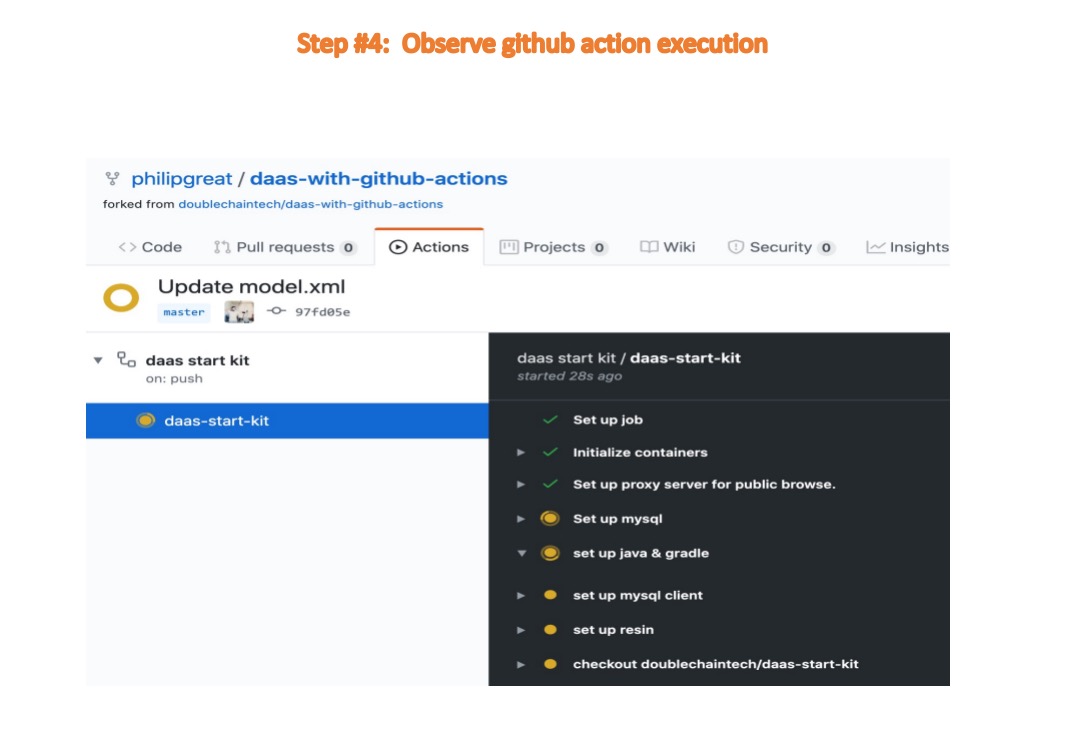 Step #4: Observe github action execution
philipgreat / daas-with-github-actions
forked from doublechaintech/daas-with-github-actions
<> Code Pull requests 0 Actions Projects 0 Wiki Security 0 Insights
Update model.xml
master 97fd05e
daas start kit
on: push
daas-start-kit
daas start kit / daas-start-kit
started 28s ago
Set up job
Initialize containers
Set up proxy server for public browse.
Set up mysql
set up java & gradle
set up mysql client
set up resin
checkout doublechaintech/daas-start-kit